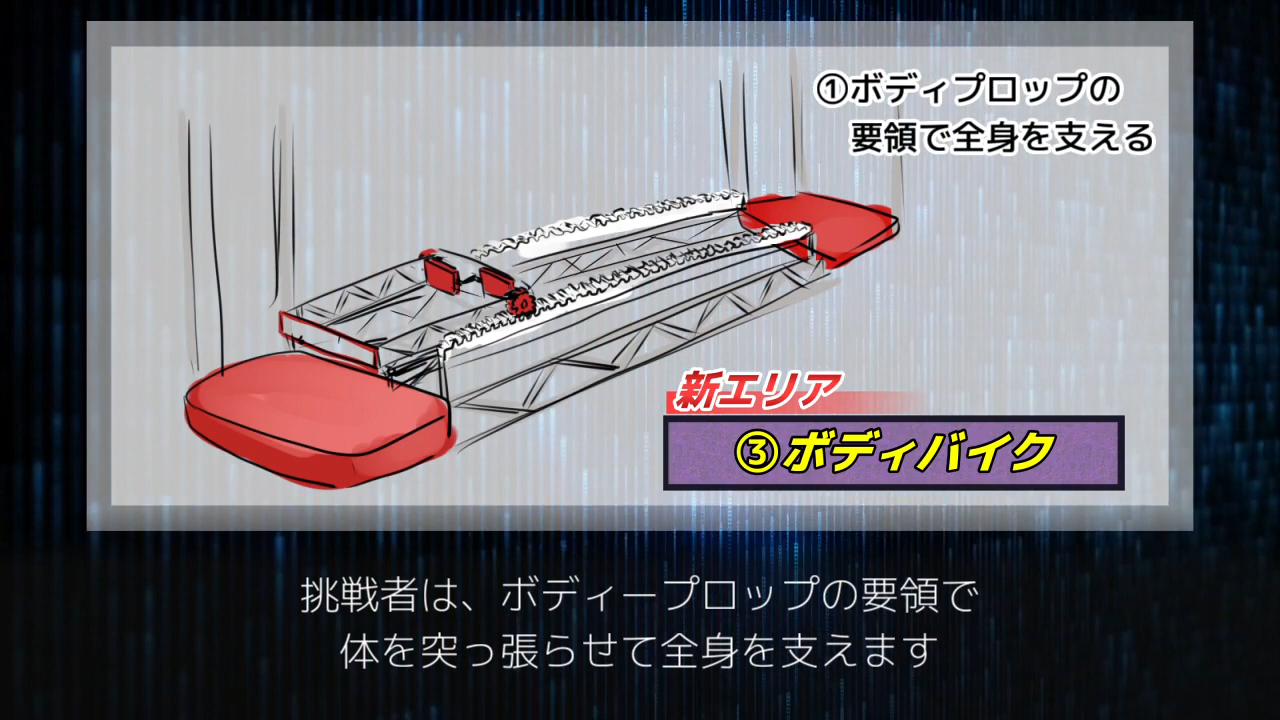 ①ボディプロップの
要領で全身を支える
新エリア
③ボディバイク
挑戦者は、ボディープロップの要領で
体を突っ張らせて全身を支えます